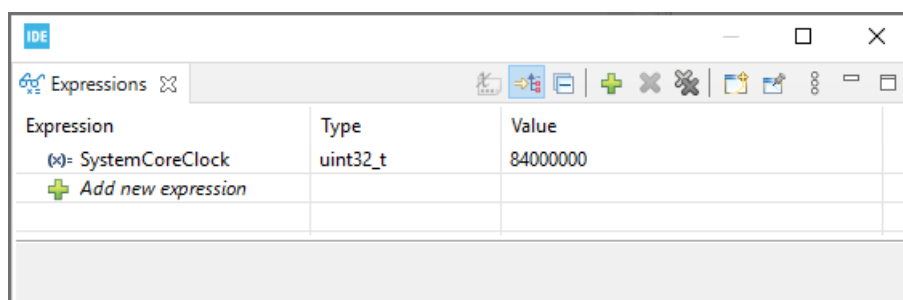 IDE
Expressions
Expression Type Value
(x)= SystemCoreClock uint32_t 84000000
Add new expression